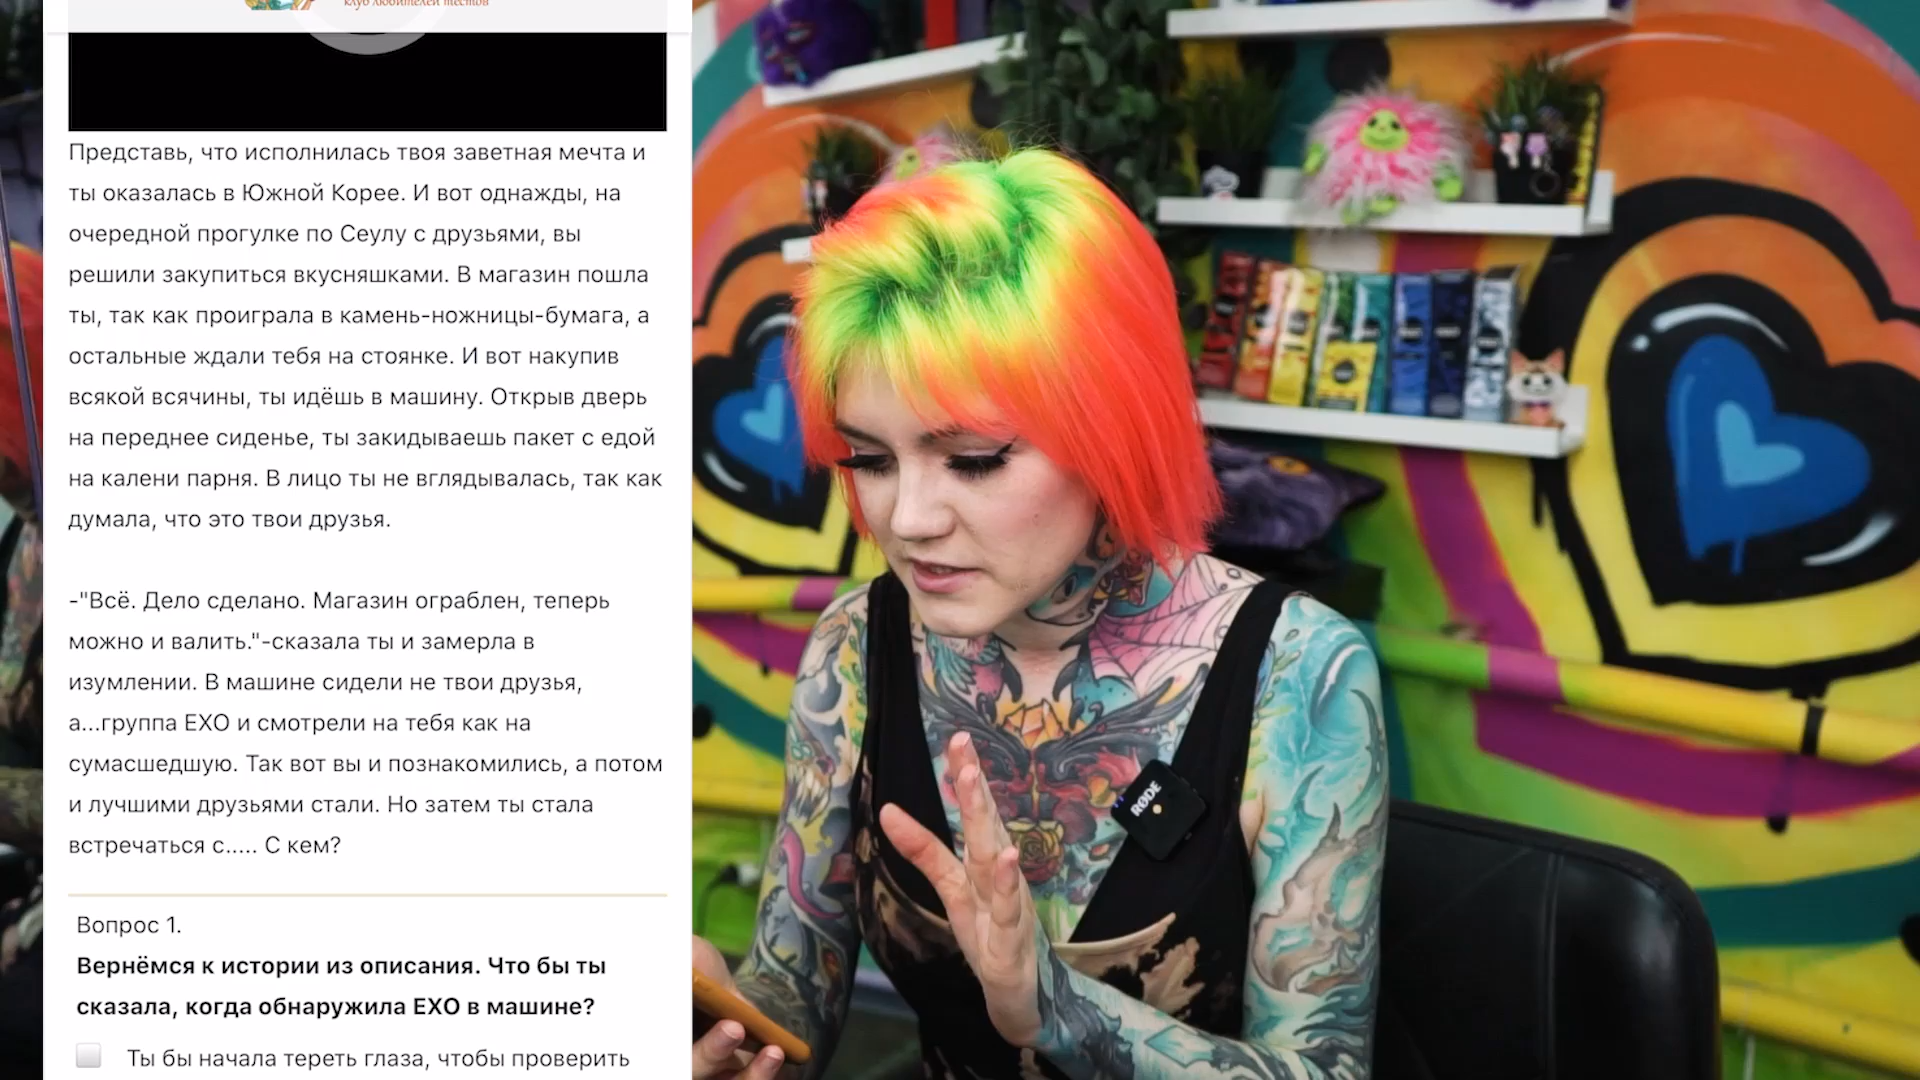 клуб любителей тестов
Представь, что исполнилась твоя заветная мечта и
ты оказалась в Южной Корее. И вот однажды, на
очередной прогулке по Сеулу с друзьями, вы
решили закупиться вкусняшками. В магазин пошла
ты, так как проиграла в камень-ножницы-бумага, а
остальные ждали тебя на стоянке. И вот накупив
всякой всячины, ты идёшь в машину. Открыв дверь
на переднее сиденье, ты закидываешь пакет с едой
на калени парня. В лицо ты не вглядывалась, так как
думала, что это твои друзья.
-"Всё. Дело сделано. Магазин ограблен, теперь
можно и валить."-сказала ты и замерла в
изумлении. В машине сидели не твои друзья,
а...группа EXO и смотрели на тебя как на
сумасшедшую. Так вот вы и познакомились, а потом
и лучшими друзьями стали. Но затем ты стала
встречаться с..... С кем?
Вопрос 1.
Вернёмся к истории из описания. Что бы ты
сказала, когда обнаружила EXO в машине?
Ты бы начала тереть глаза, чтобы проверить
RØDE